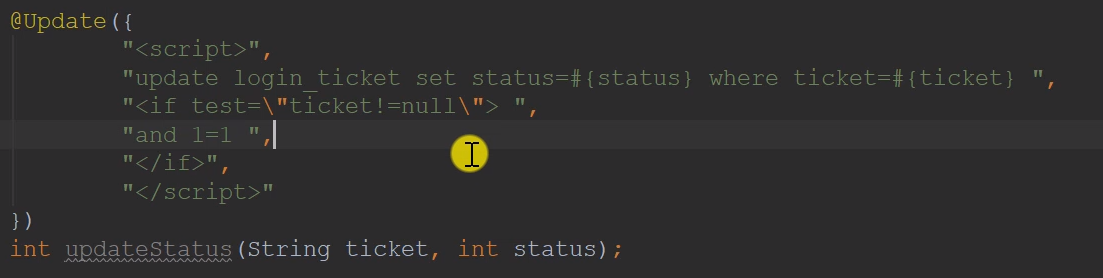 @Update({
"<script>",
"update login_ticket set status=#{status} where ticket=#{ticket} ",
"<if test=\"ticket!=null\"> ",
"and 1=1 ",
"</if>",
"</script>"
})
int updateStatus(String ticket, int status);